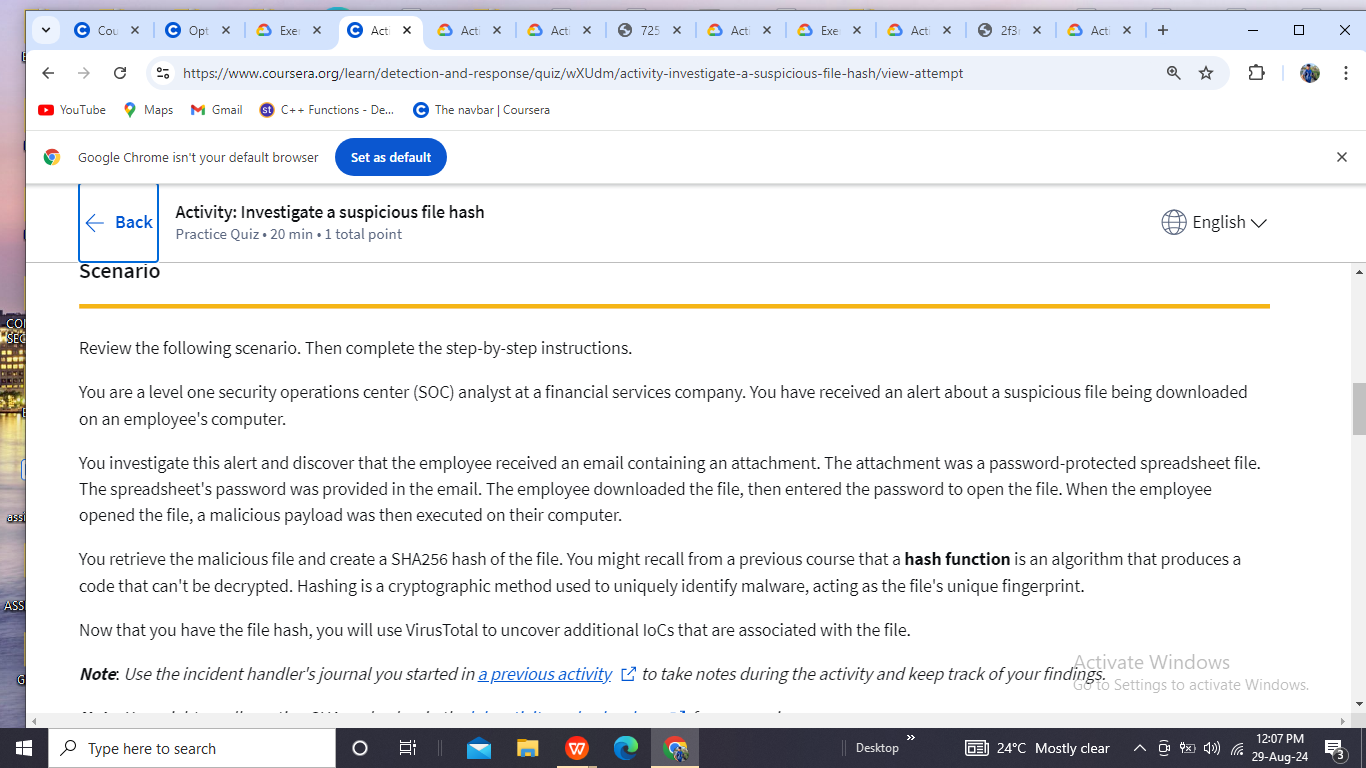 Cou
Opt
Exe
Acti
Acti
Acti
725
Acti
Exe
Acti
2f3
Acti
https://www.coursera.org/learn/detection-and-response/quiz/wXUdm/activity-investigate-a-suspicious-file-hash/view-attempt
YouTube
Maps
Gmail
C++ Functions - De...
The navbar | Coursera
Google Chrome isn't your default browser
Set as default
Back
Activity: Investigate a suspicious file hash
Practice Quiz • 20 min • 1 total point
English
Scenario
Review the following scenario. Then complete the step-by-step instructions.
You are a level one security operations center (SOC) analyst at a financial services company. You have received an alert about a suspicious file being downloaded
on an employee's computer.
You investigate this alert and discover that the employee received an email containing an attachment. The attachment was a password-protected spreadsheet file.
The spreadsheet's password was provided in the email. The employee downloaded the file, then entered the password to open the file. When the employee
opened the file, a malicious payload was then executed on their computer.
You retrieve the malicious file and create a SHA256 hash of the file. You might recall from a previous course that a hash function is an algorithm that produces a
code that can't be decrypted. Hashing is a cryptographic method used to uniquely identify malware, acting as the file's unique fingerprint.
Now that you have the file hash, you will use VirusTotal to uncover additional IoCs that are associated with the file.
Note: Use the incident handler's journal you started in a previous activity to take notes during the activity and keep track of your findings.
Activate Windows
Go to Settings to activate Windows.
Type here to search
Desktop
24°C Mostly clear
12:07 PM
29-Aug-24
3